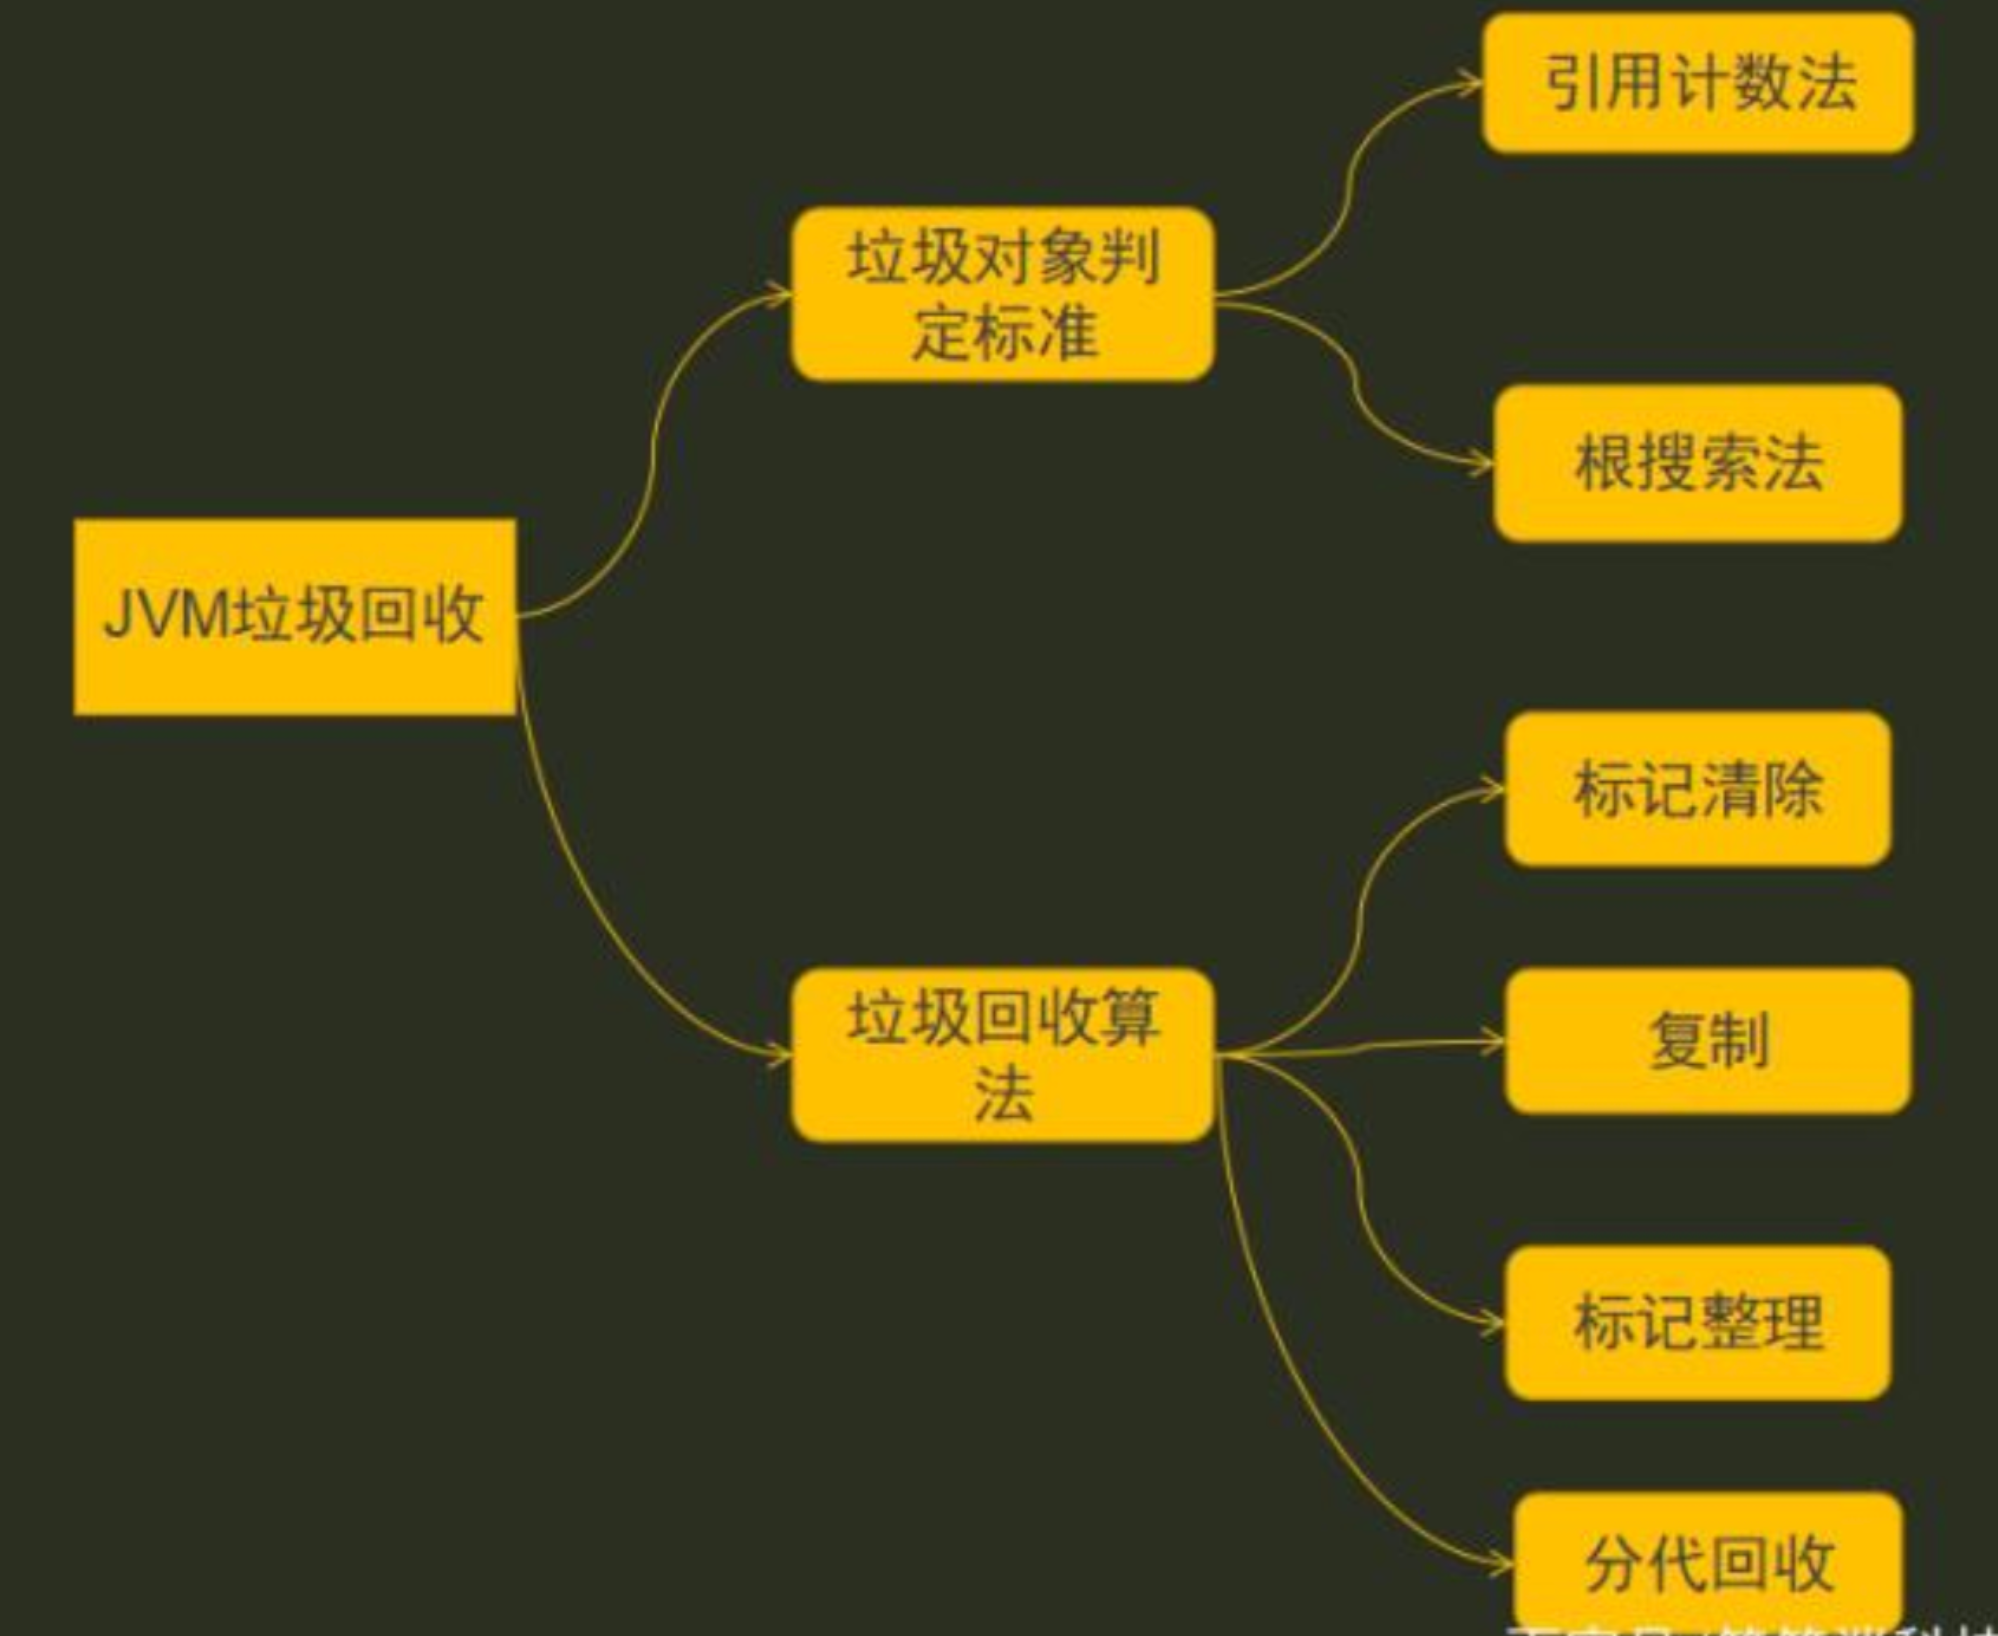 引用计数法
垃圾对象判
定标准
根搜索法
JVM垃圾回收
标记清除
垃圾回收算
法
复制
标记整理
分代回收